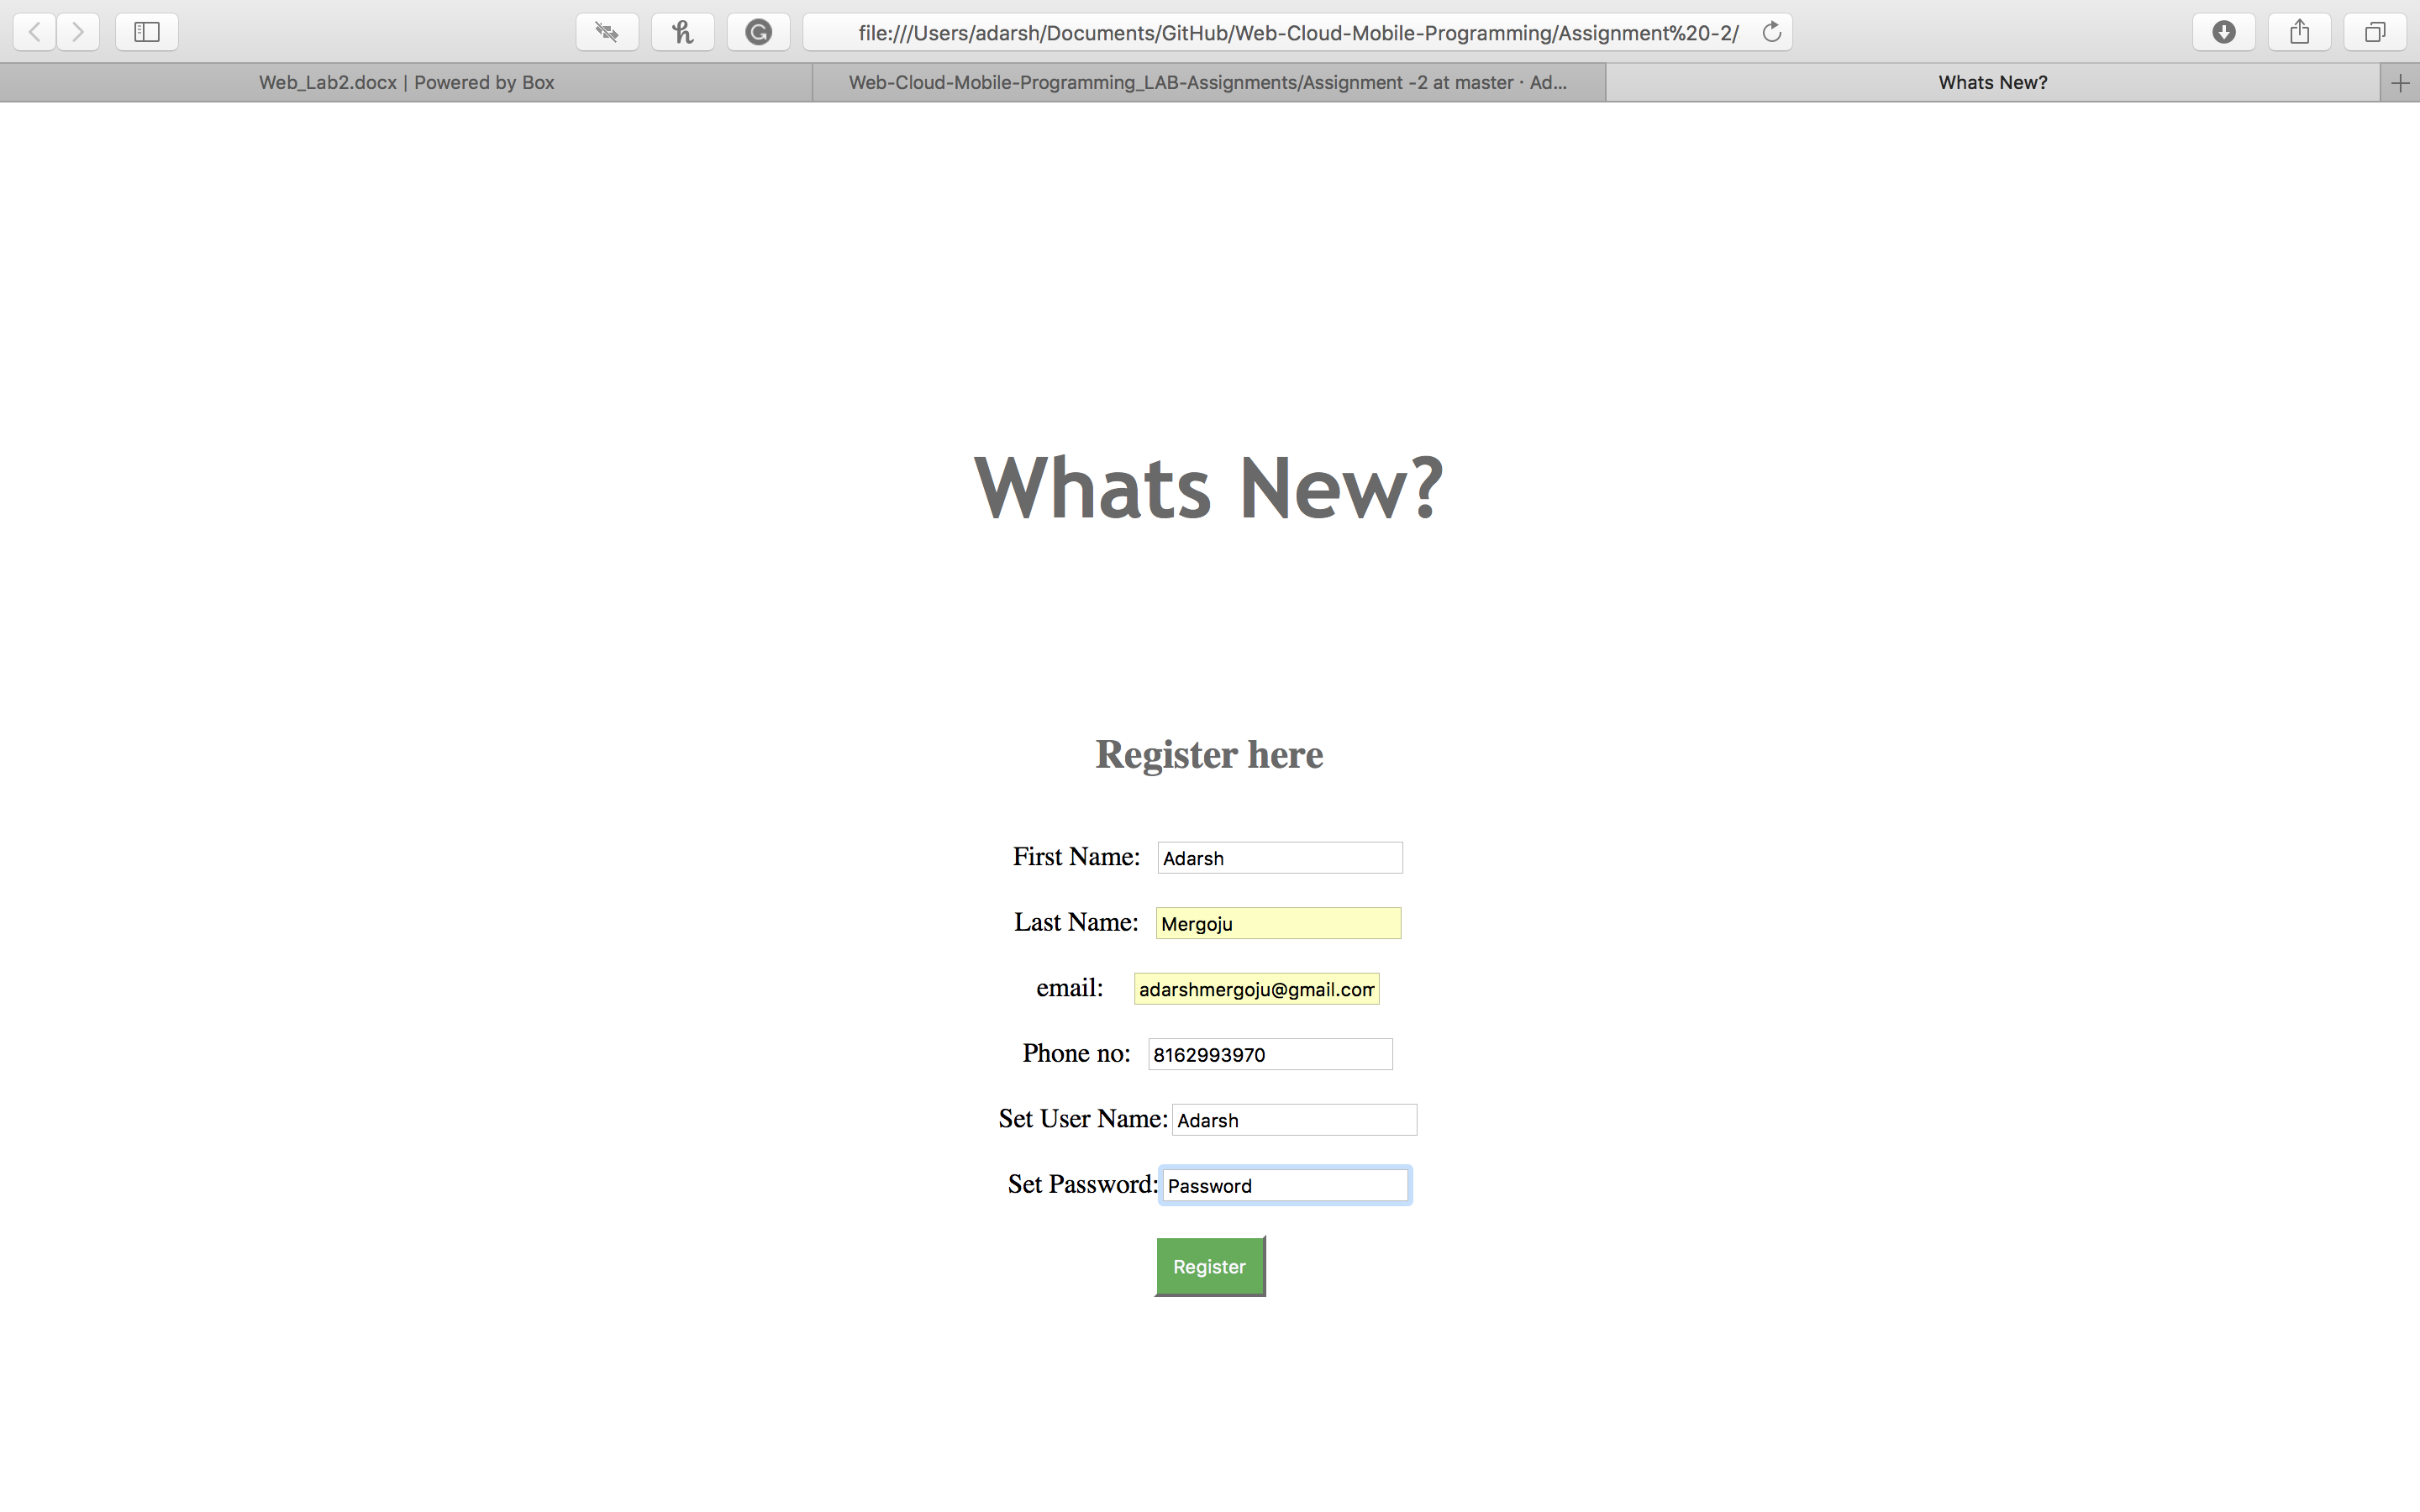 file:///Users/adarsh/Documents/GitHub/Web-Cloud-Mobile-Programming/Assignment%20-2/
Web_Lab2.docx | Powered by Box
Web-Cloud-Mobile-Programming_LAB-Assignments/Assignment -2 at master · Ad...
Whats New?
Whats New?
Register here
First Name: Adarsh
Last Name: Mergoju
email: adarshmergoju@gmail.com
Phone no: 8162993970
Set User Name: Adarsh
Set Password: Password
Register